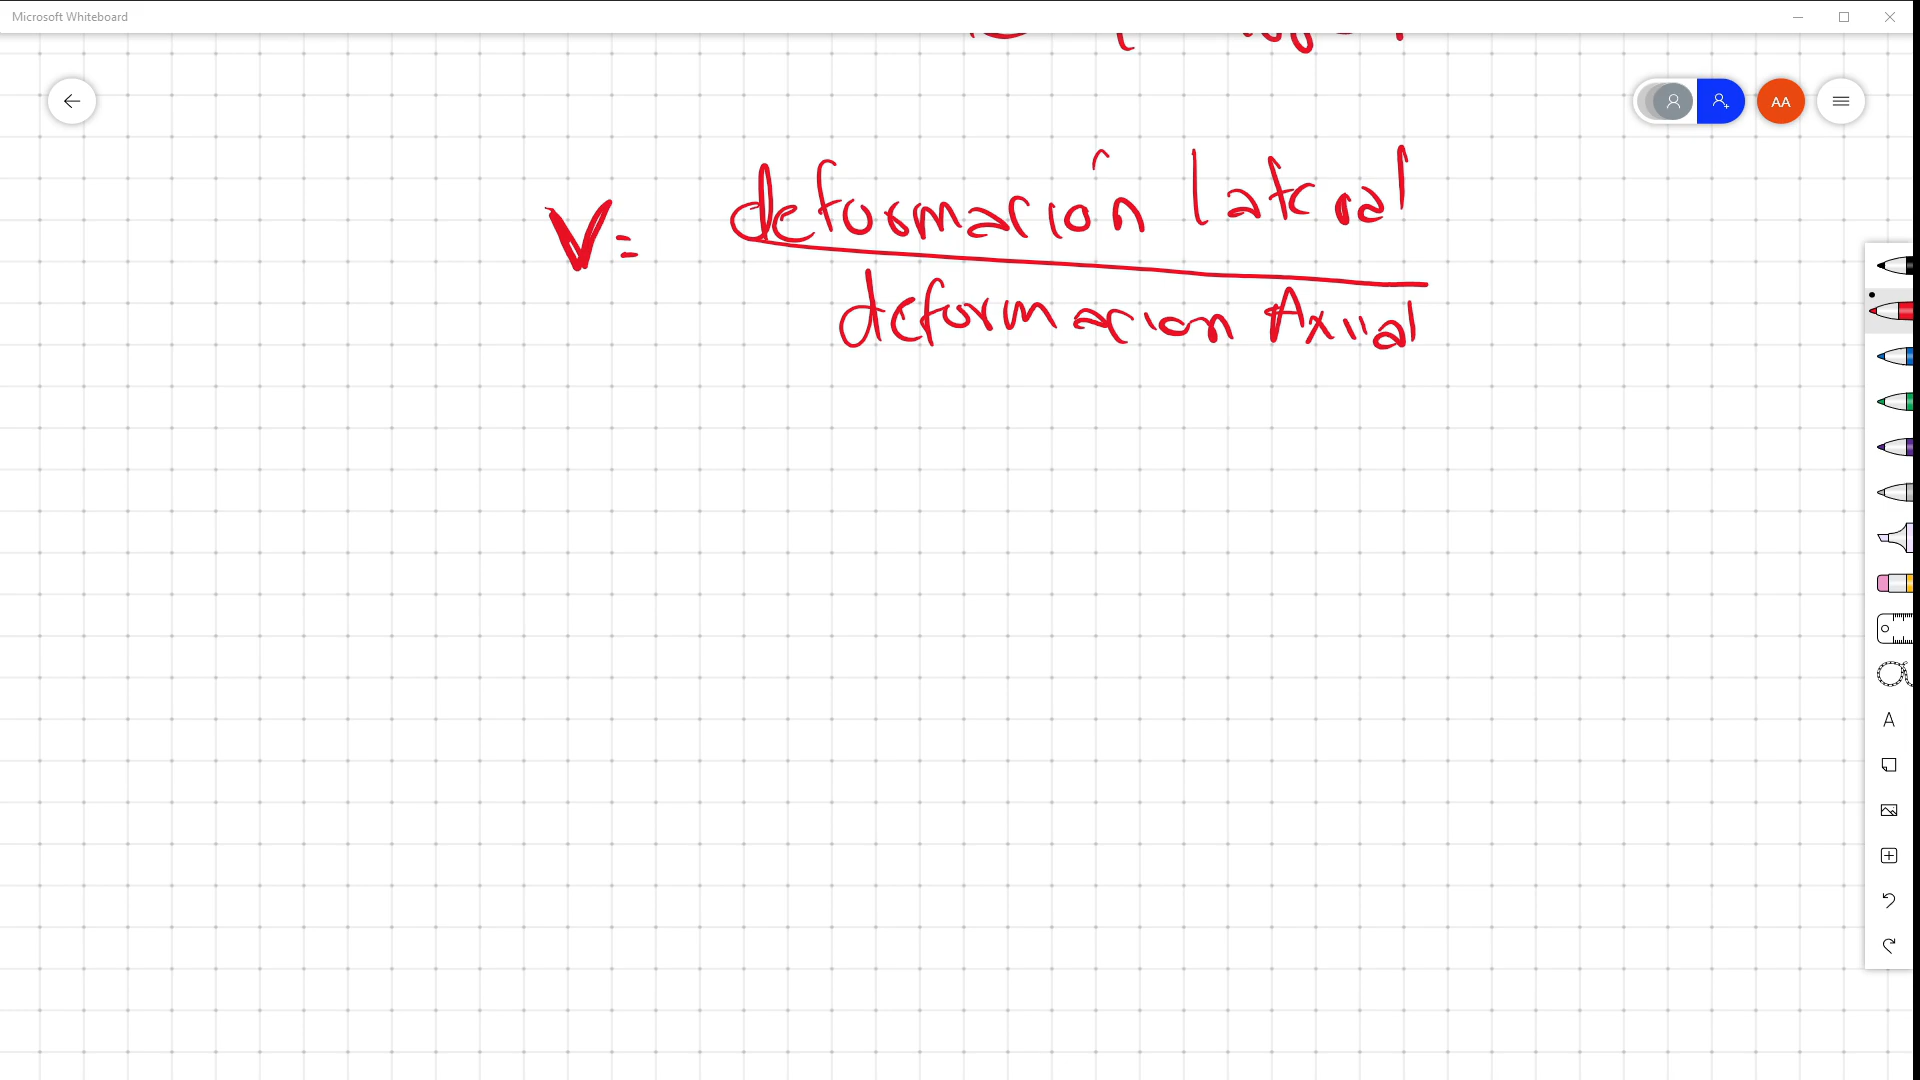 Microsoft Whiteboard
AA
V= deformación lateral
deformacion Axial
A